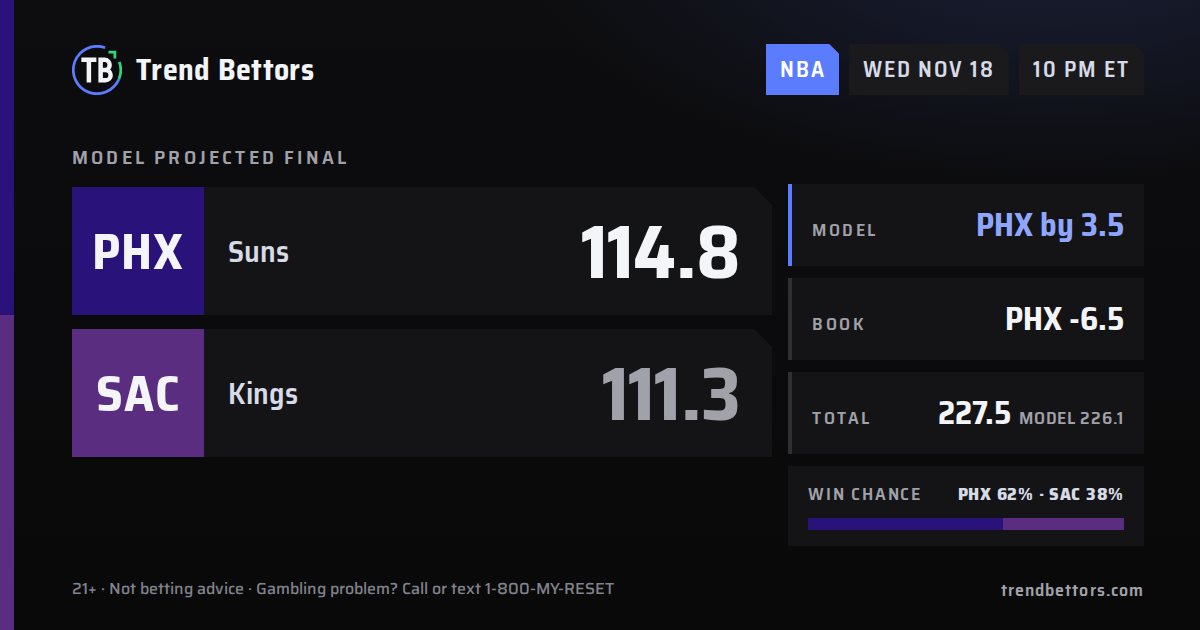 TB Trend Bettors
NBA WED NOV 18 10 PM ET
MODEL PROJECTED FINAL
PHX Suns 114.8
SAC Kings 111.3
MODEL PHX by 3.5
BOOK PHX -6.5
TOTAL 227.5 MODEL 226.1
WIN CHANCE PHX 62% · SAC 38%
21+ · Not betting advice · Gambling problem? Call or text 1-800-MY-RESET
trendbettors.com